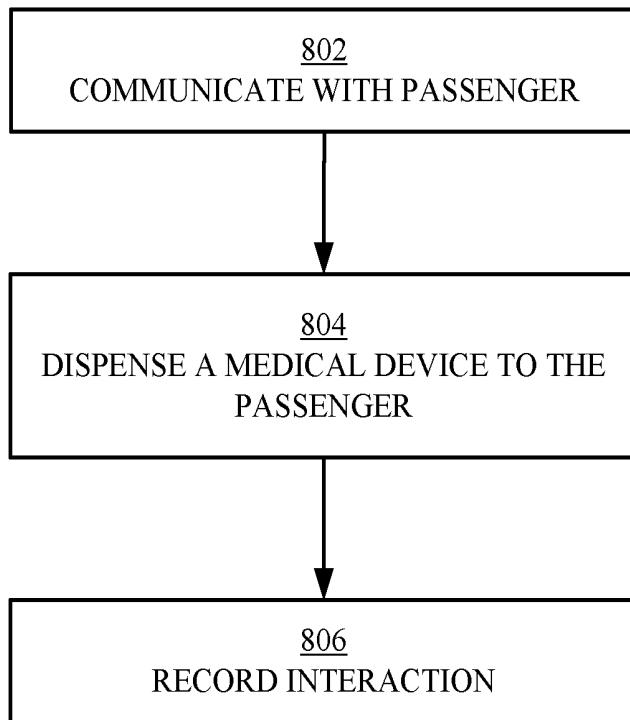 802
COMMUNICATE WITH PASSENGER
804
DISPENSE A MEDICAL DEVICE TO THE
PASSENGER
806
RECORD INTERACTION